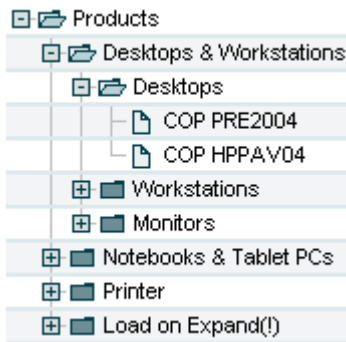 Products
Desktops & Workstations
Desktops
COP PRE2004
COP HPPAV04
Workstations
Monitors
Notebooks & Tablet PCs
Printer
Load on Expand(!)